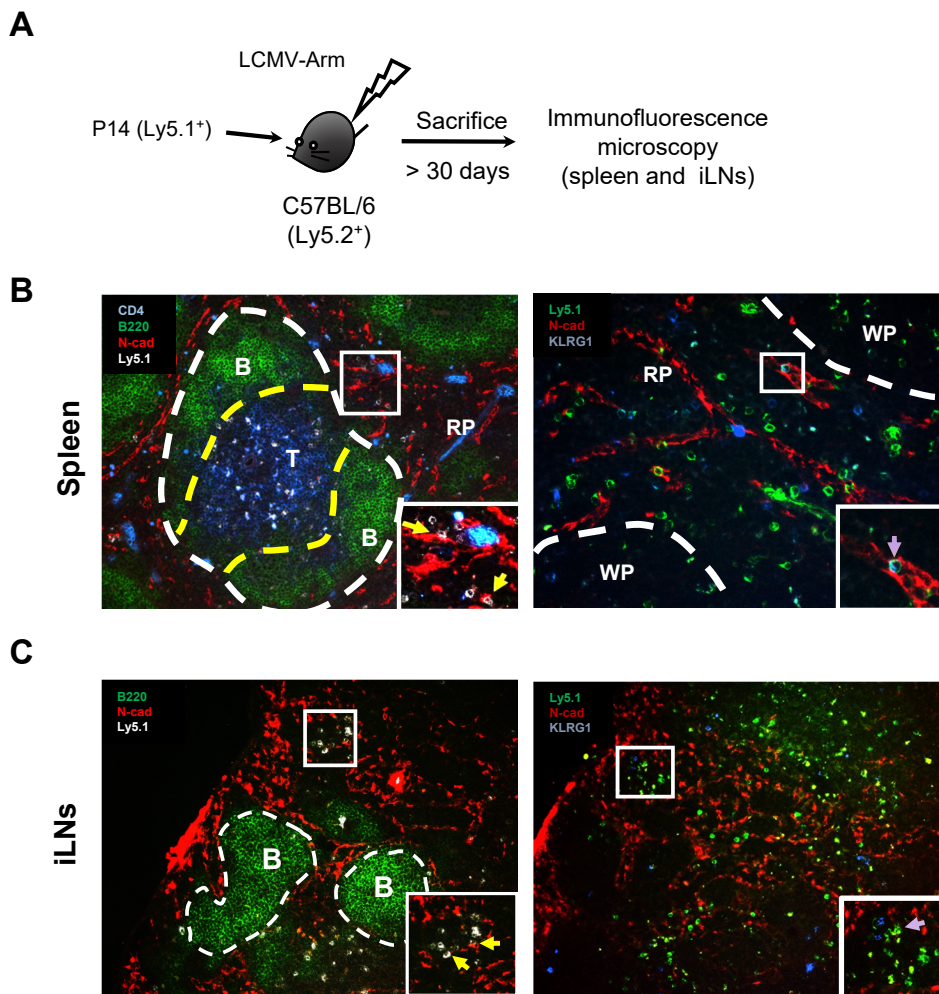 A
LCMV-Arm
P14 (Ly5.1⁺)
Sacrifice
> 30 days
Immunofluorescence
microscopy
(spleen and iLNs)
C57BL/6
(Ly5.2⁺)
B
Spleen
CD4
B220
N-cad
Ly5.1
B
T
RP
B
Ly5.1
N-cad
KLRG1
WP
RP
WP
C
iLNs
B220
N-cad
Ly5.1
B
B
Ly5.1
N-cad
KLRG1